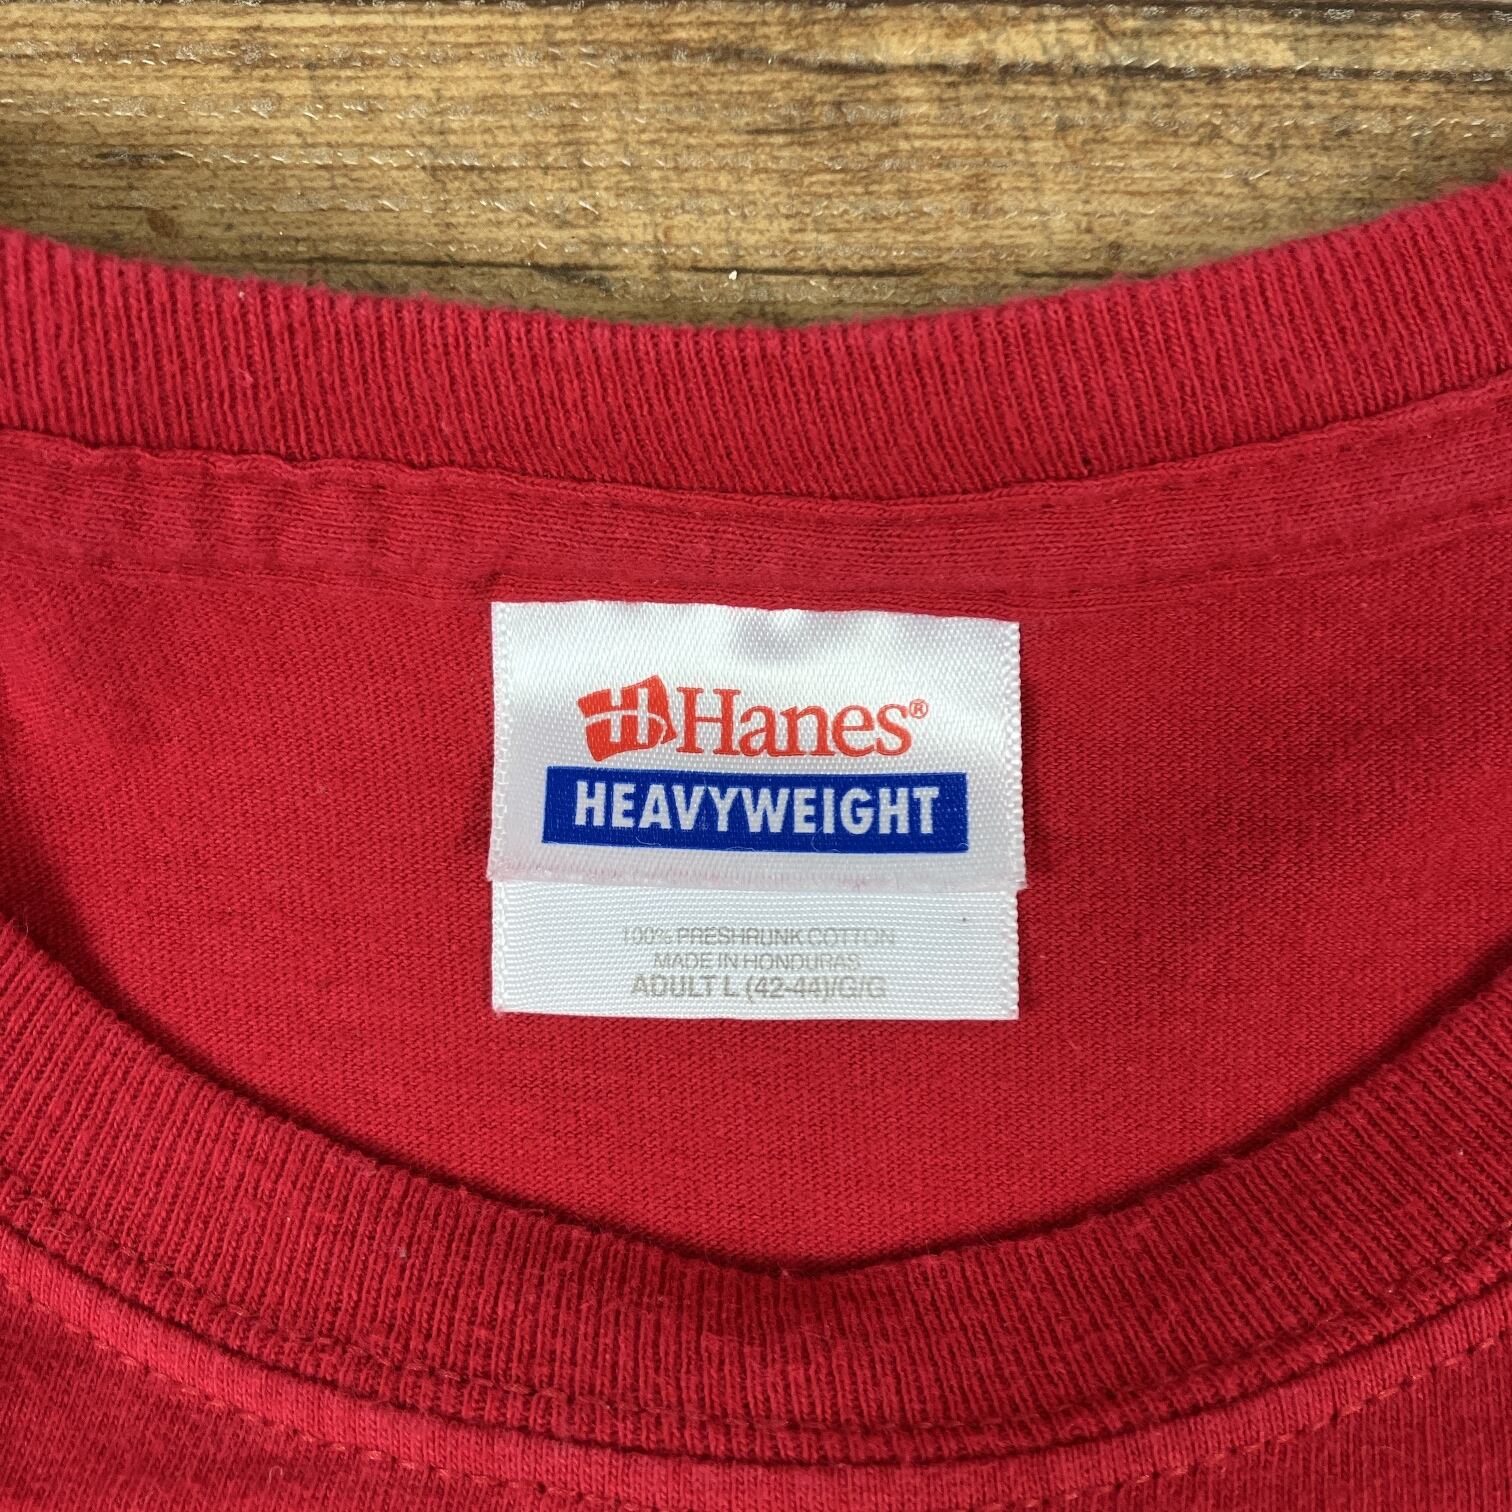 Hanes®
HEAVYWEIGHT
100% PRESHRUNK COTTON
MADE IN HONDURAS
ADULT L (42-44)/G/G